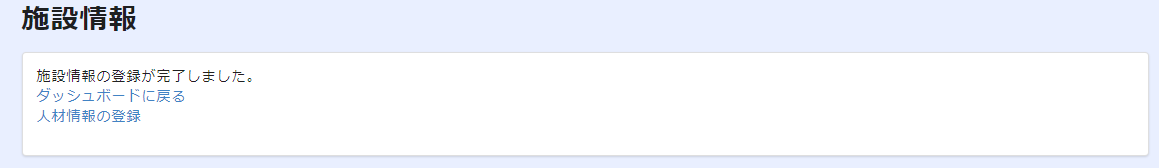 施設情報
施設情報の登録が完了しました。
ダッシュボードに戻る
人材情報の登録